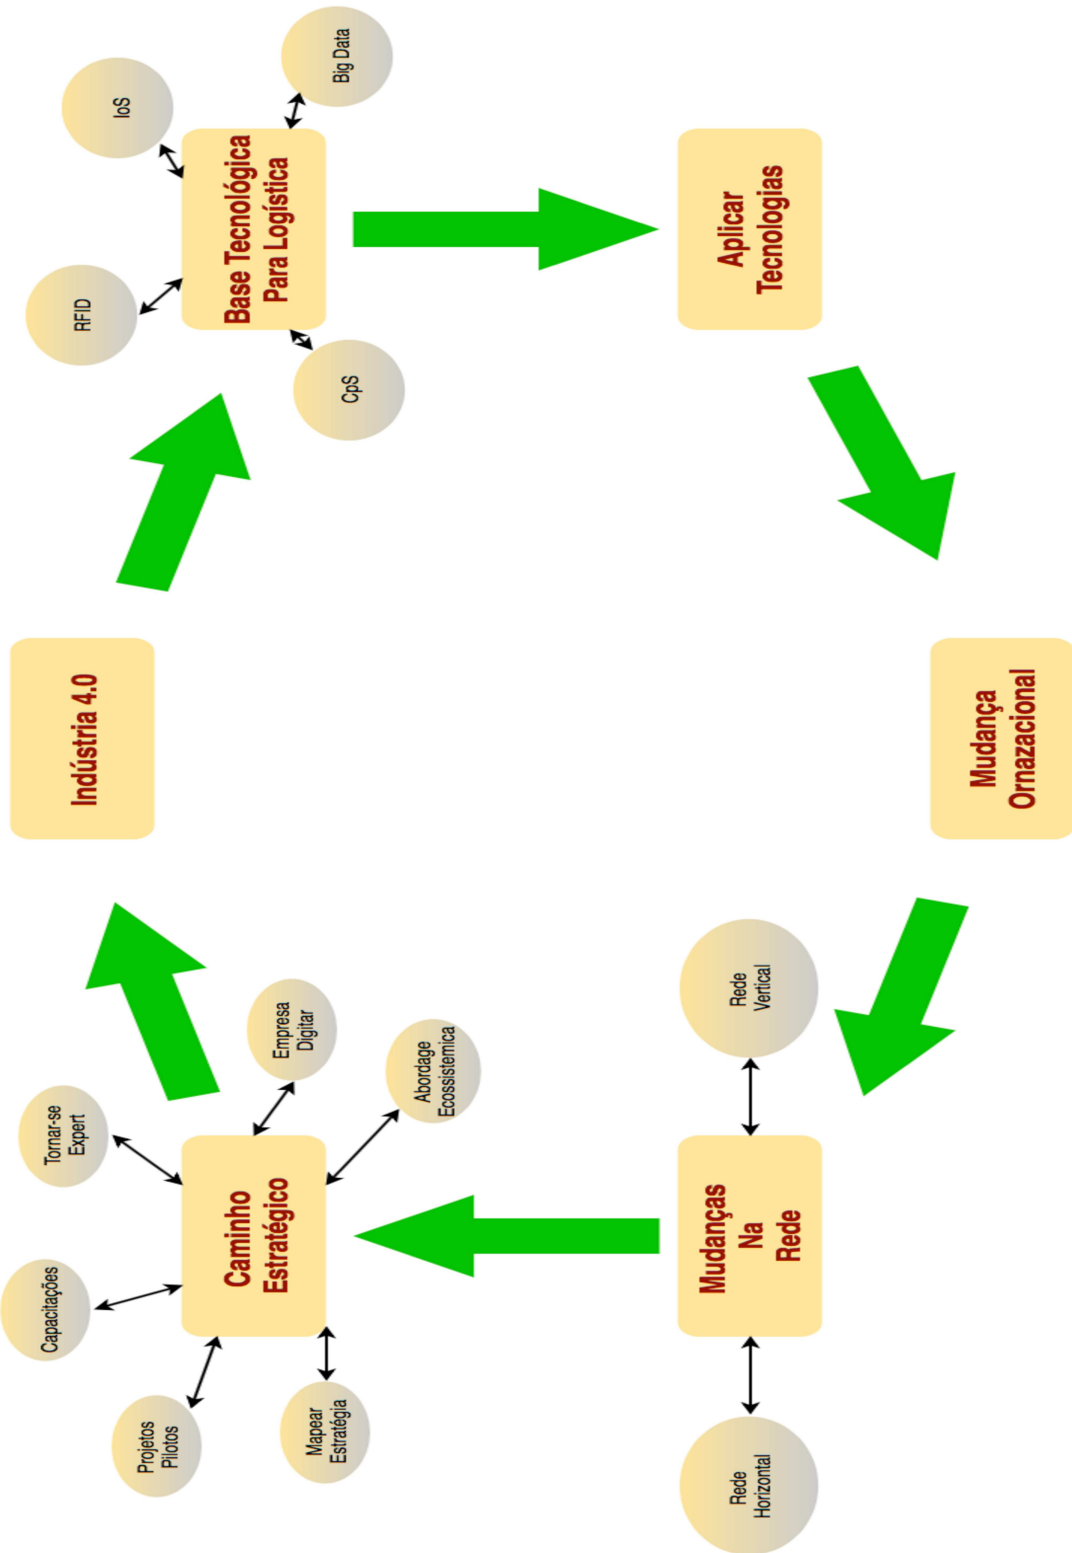 Indústria 4.0
Base Tecnológica
Para Logística
RFID
IoS
Big Data
CpS
Aplicar
Tecnologias
Mudança
Ornazacional
Mudanças
Na
Rede
Rede
Vertical
Rede
Horizontal
Caminho
Estratégico
Mapear
Estratégia
Projetos
Pilotos
Capacitações
Tornar-se
Expert
Empresa
Digitar
Abordage
Ecossistemica